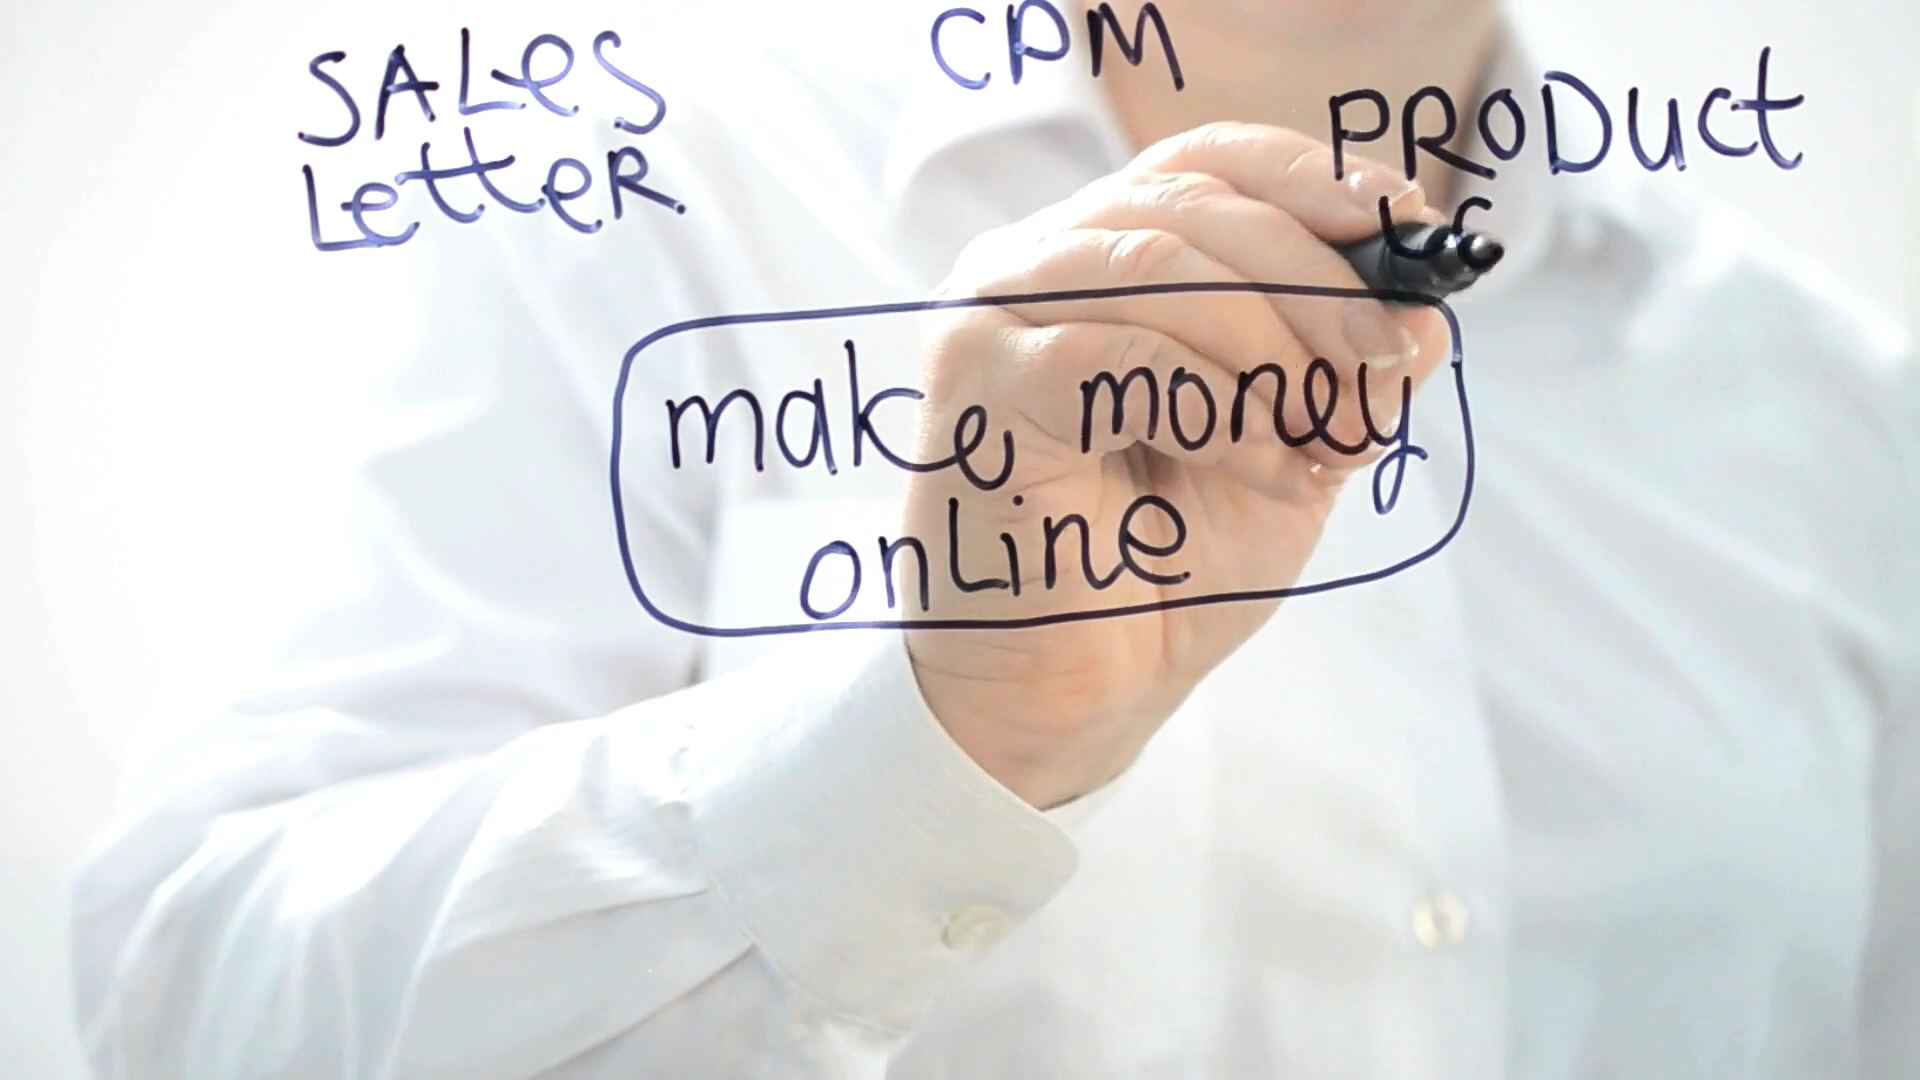 SALes
Letter
CPM
PRODuct
make money
online